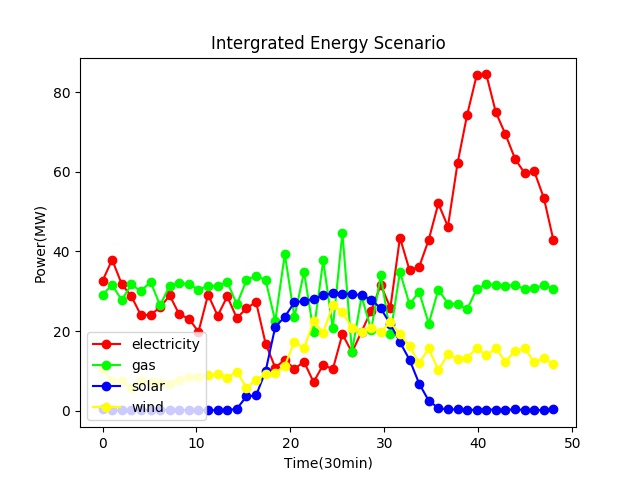 Intergrated Energy Scenario
Power(MW)
80
60
40
20
0
electricity
gas
solar
wind
0 10 20 30 40 50
Time(30min)